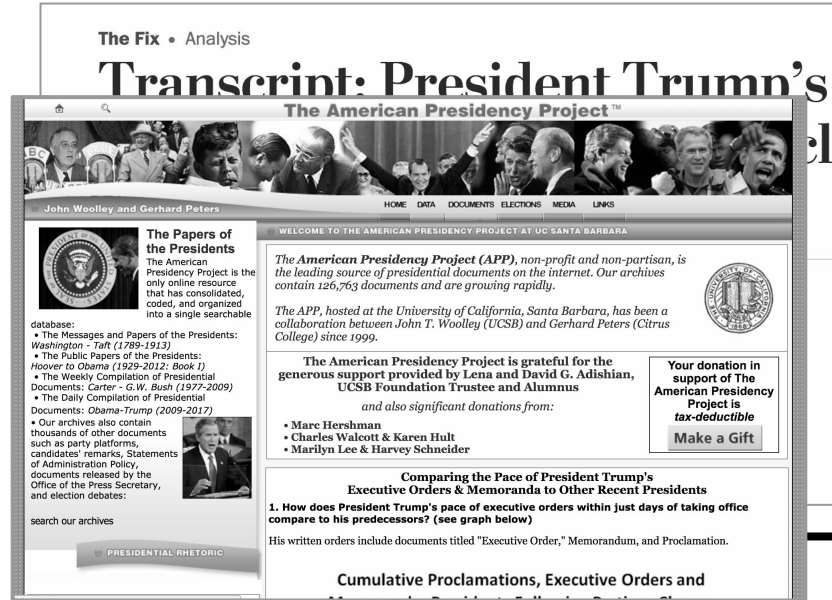 The Fix • Analysis
Transcript: President Trump's
cl
The American Presidency Project™
ABC
John Woolley and Gerhard Peters
HOME DATA DOCUMENTS ELECTIONS MEDIA LINKS
The Papers of
the Presidents
The American
Presidency Project is the
only online resource
that has consolidated,
coded, and organized
into a single searchable
database:
• The Messages and Papers of the Presidents:
Washington - Taft (1789-1913)
• The Public Papers of the Presidents:
Hoover to Obama (1929-2012: Book I)
• The Weekly Compilation of Presidential
Documents: Carter - G.W. Bush (1977-2009)
• The Daily Compilation of Presidential
Documents: Obama-Trump (2009-2017)
• Our archives also contain
thousands of other documents
such as party platforms,
candidates' remarks, Statements
of Administration Policy,
documents released by the
Office of the Press Secretary,
and election debates:
search our archives
PRESIDENTIAL RHETORIC
WELCOME TO THE AMERICAN PRESIDENCY PROJECT AT UC SANTA BARBARA
The American Presidency Project (APP), non-profit and non-partisan, is
the leading source of presidential documents on the internet. Our archives
contain 126,763 documents and are growing rapidly.
The APP, hosted at the University of California, Santa Barbara, has been a
collaboration between John T. Woolley (UCSB) and Gerhard Peters (Citrus
College) since 1999.
The American Presidency Project is grateful for the
generous support provided by Lena and David G. Adishian,
UCSB Foundation Trustee and Alumnus
and also significant donations from:
• Marc Hershman
• Charles Walcott & Karen Hult
• Marilyn Lee & Harvey Schneider
Your donation in
support of The
American Presidency
Project is
tax-deductible
Make a Gift
Comparing the Pace of President Trump's
Executive Orders & Memoranda to Other Recent Presidents
1. How does President Trump's pace of executive orders within just days of taking office
compare to his predecessors? (see graph below)
His written orders include documents titled "Executive Order," Memorandum, and Proclamation.
Cumulative Proclamations, Executive Orders and